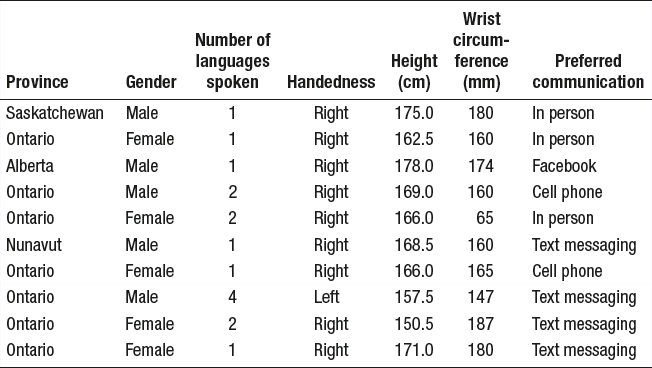 Wrist
Number of circum-
languages Height ference Preferred
Province Gender spoken Handedness (cm) (mm) communication
Saskatchewan Male 1 Right 175.0 180 In person
Ontario Female 1 Right 162.5 160 In person
Alberta Male 1 Right 178.0 174 Facebook
Ontario Male 2 Right 169.0 160 Cell phone
Ontario Female 2 Right 166.0 65 In person
Nunavut Male 1 Right 168.5 160 Text messaging
Ontario Female 1 Right 166.0 165 Cell phone
Ontario Male 4 Left 157.5 147 Text messaging
Ontario Female 2 Right 150.5 187 Text messaging
Ontario Female 1 Right 171.0 180 Text messaging